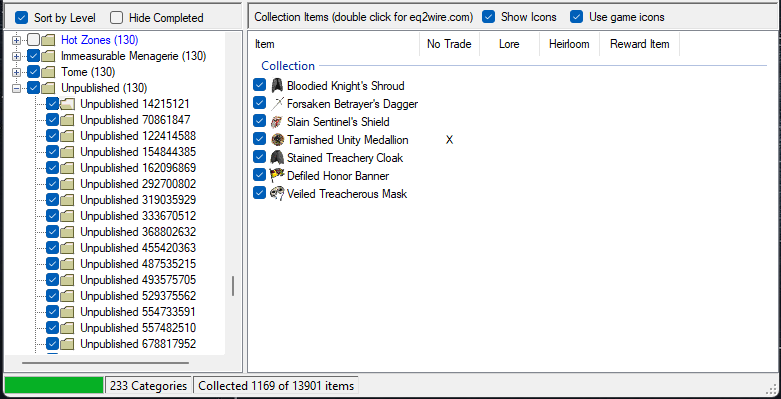 Sort by Level
Hide Completed
Hot Zones (130)
Immeasurable Menagerie (130)
Tome (130)
Unpublished (130)
Unpublished 14215121
Unpublished 70861847
Unpublished 122414588
Unpublished 154844385
Unpublished 162096869
Unpublished 292700802
Unpublished 319035929
Unpublished 333670512
Unpublished 368802632
Unpublished 455420363
Unpublished 487535215
Unpublished 493575705
Unpublished 529375562
Unpublished 554733591
Unpublished 557482510
Unpublished 678817952
Collection Items (double click for eq2wire.com)
Show Icons
Use game icons
Item No Trade Lore Heirloom Reward Item
Collection
Bloodied Knight's Shroud
Forsaken Betrayer's Dagger
Slain Sentinel's Shield
Tarnished Unity Medallion X
Stained Treachery Cloak
Defiled Honor Banner
Veiled Treacherous Mask
233 Categories
Collected 1169 of 13901 items